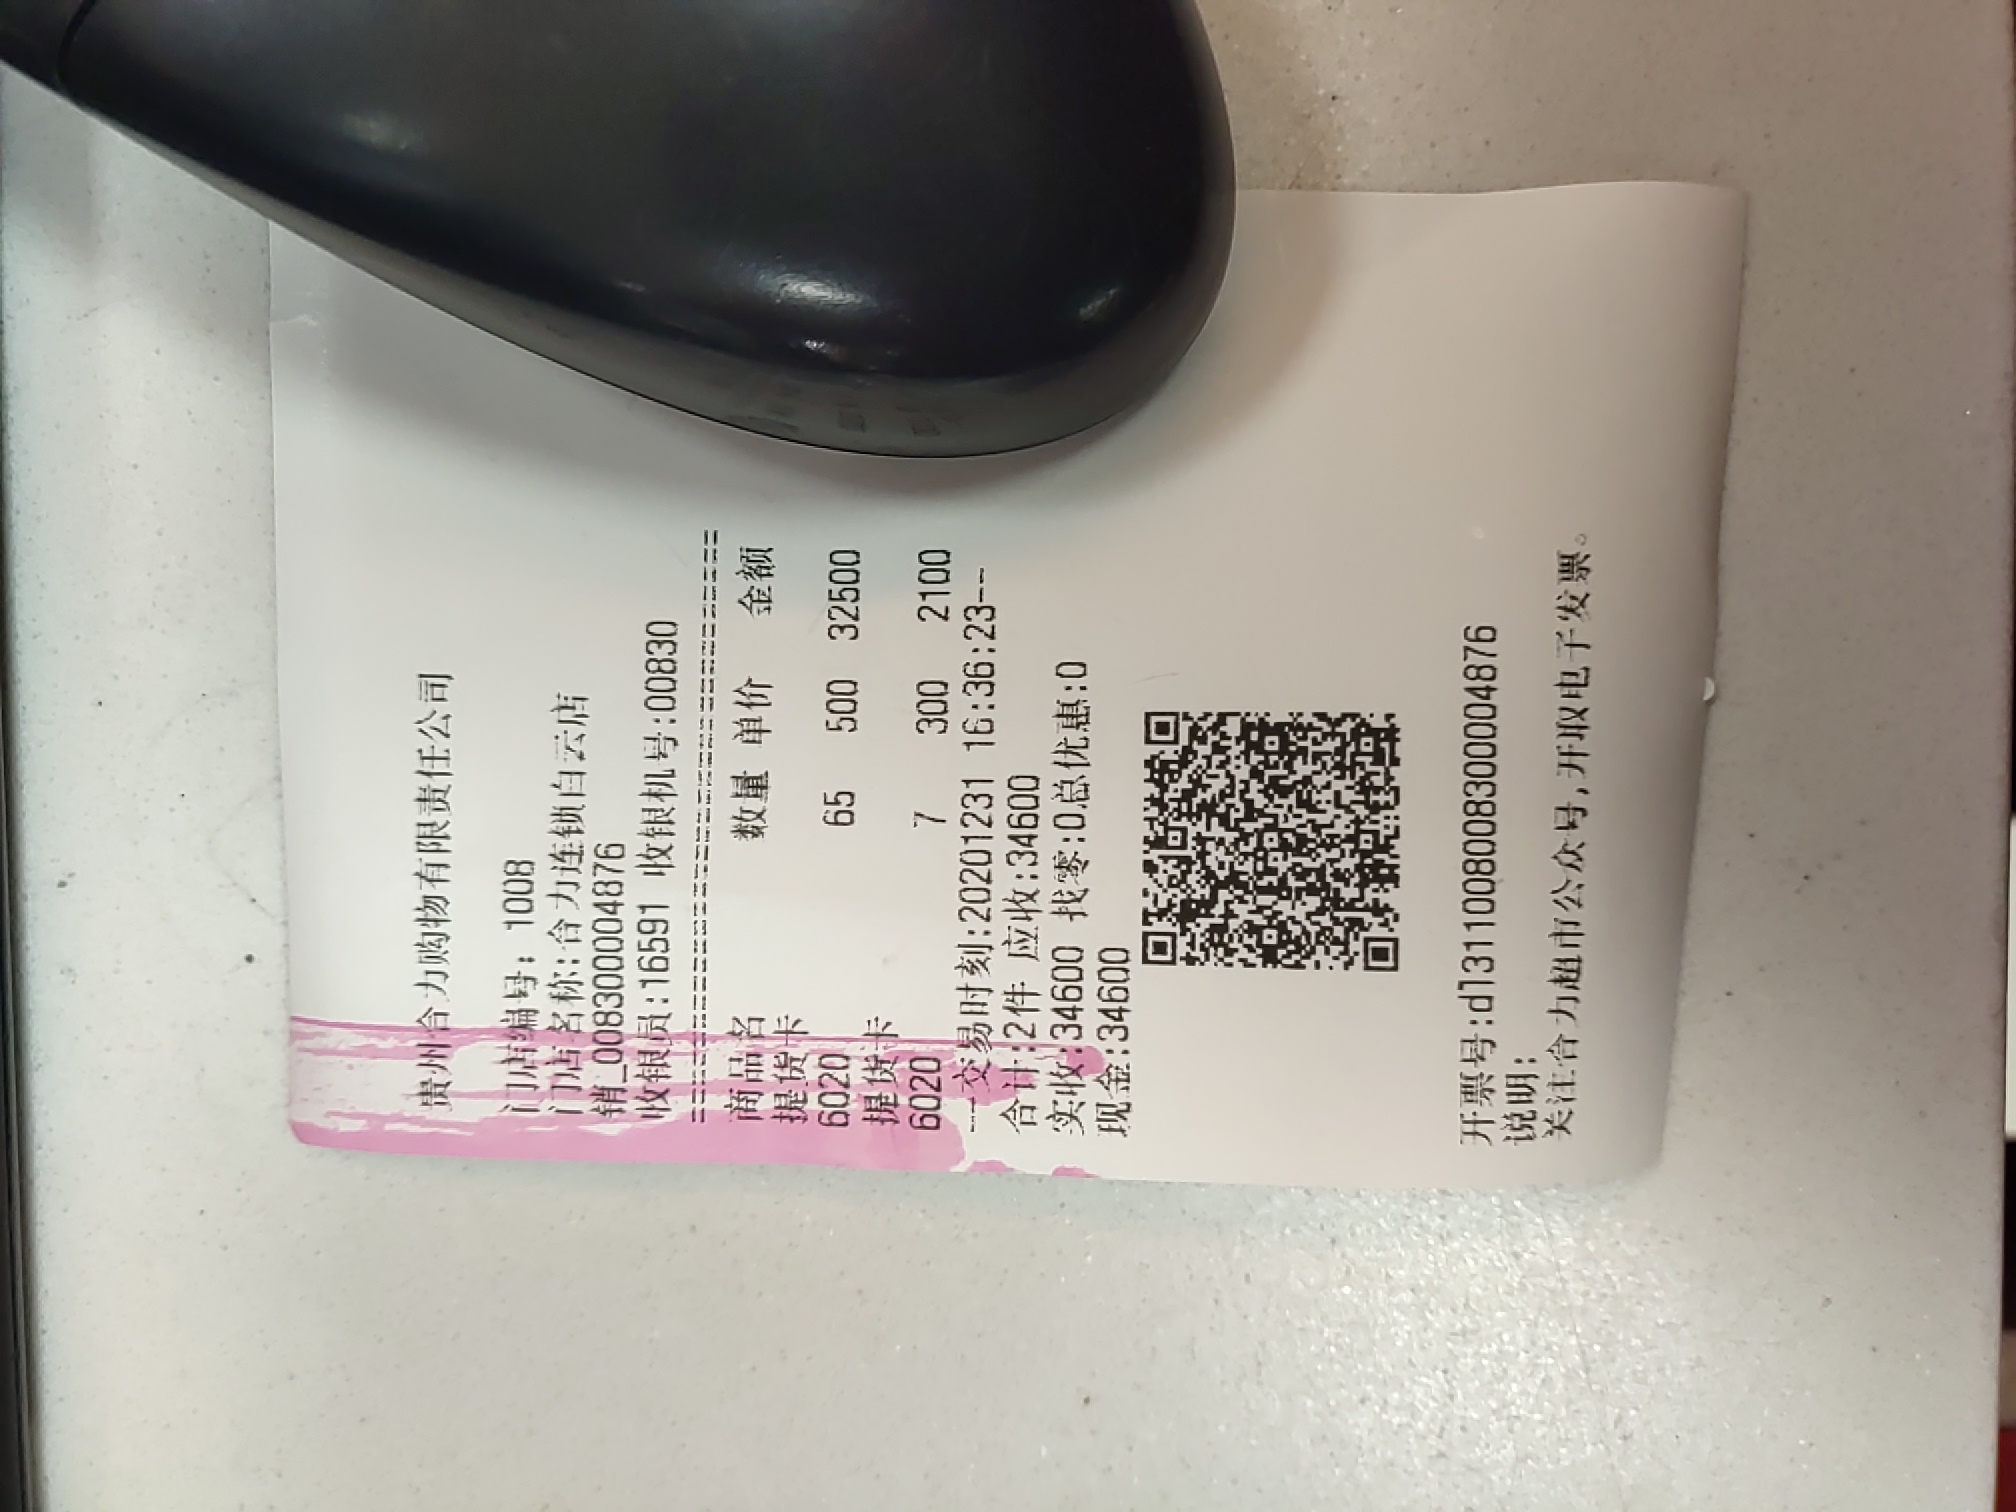 贵州合力购物有限责任公司
门店编号: 1008
门店名称:合力连锁白云店
销_0083000004876
收银员:16591 收银机号:00830
商品名 数量 单价 金额
提货卡
6020 65 500 32500
提货卡
6020 7 300 2100
--交易时刻:20201231 16:36:23--
合计:2件 应收:34600
实收:34600 找零:0总优惠:0
现金:34600
开票号:d1311008008300004876
说明:
关注合力超市公众号,开取电子发票。